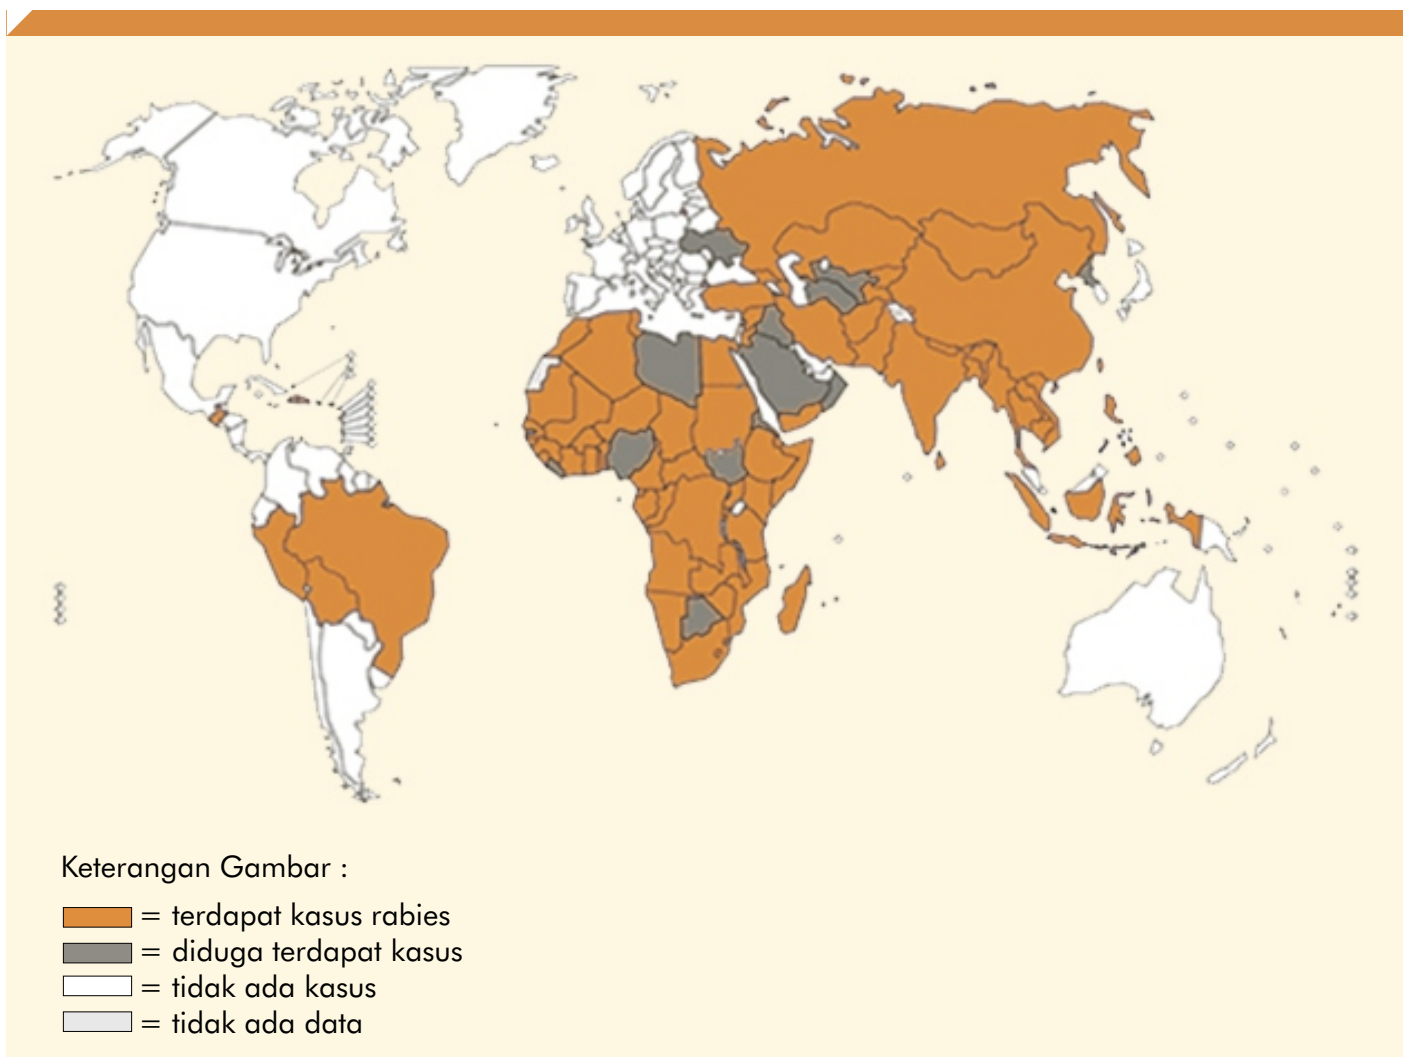 Keterangan Gambar :
= terdapat kasus rabies
= diduga terdapat kasus
= tidak ada kasus
= tidak ada data